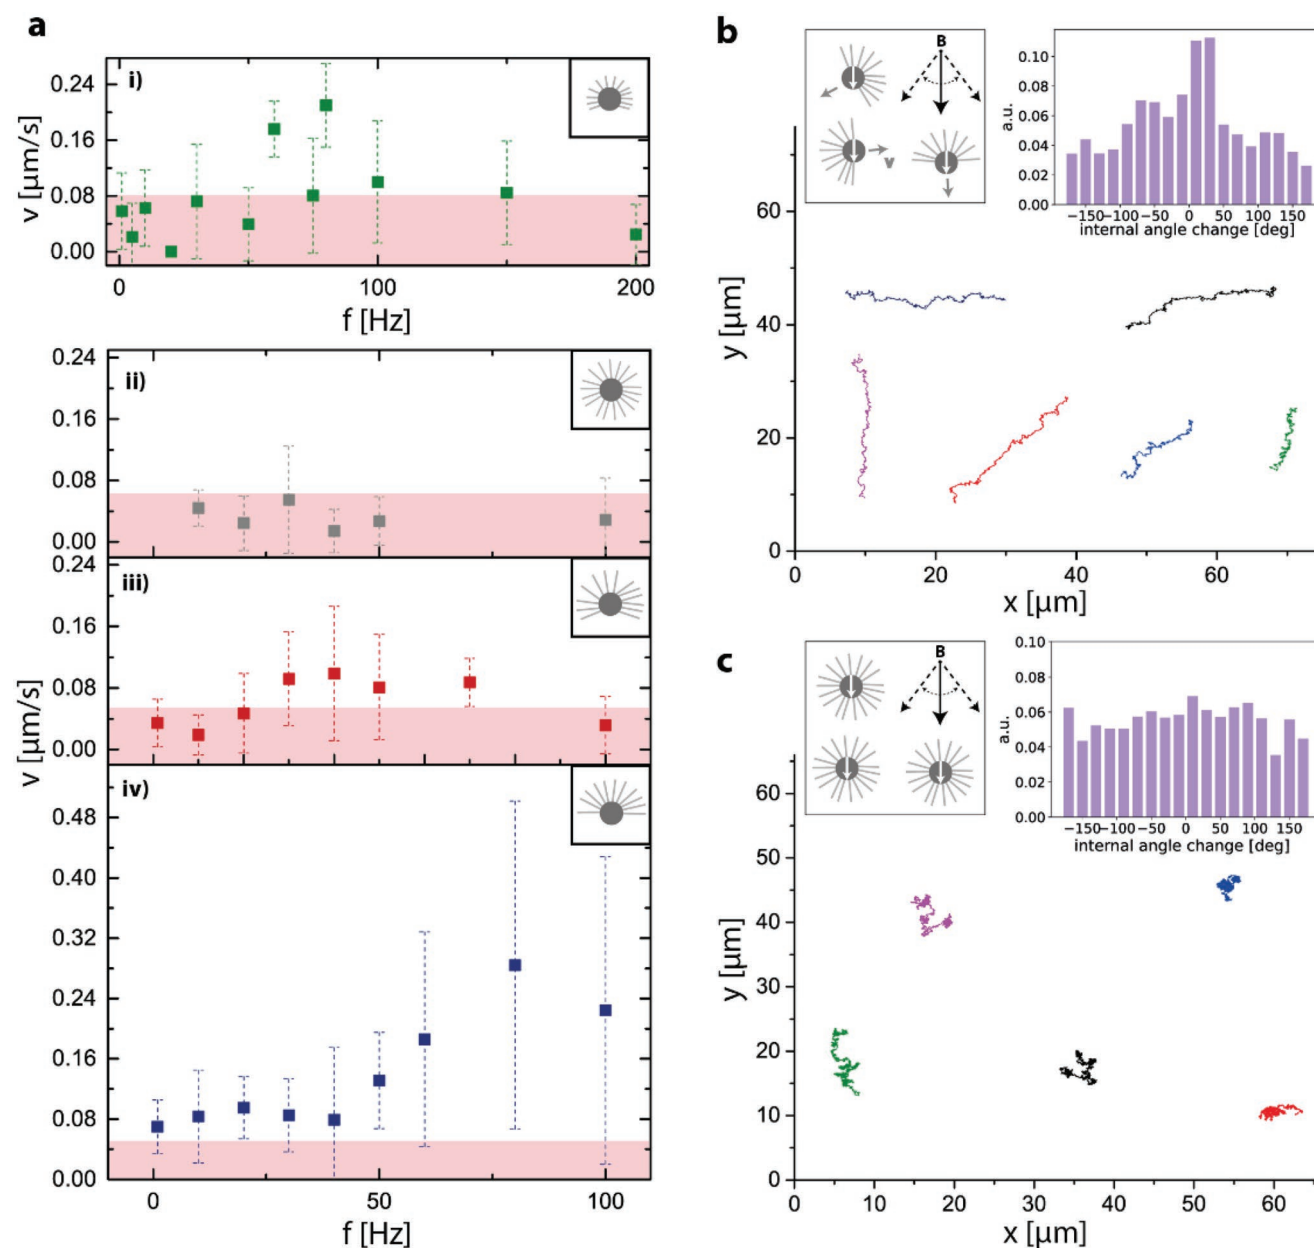 a
i)
0.24
0.16
0.08
0.00
v [μm/s]
0
100
200
f [Hz]
ii)
0.24
0.16
0.08
0.00
iii)
0.24
0.16
0.08
0.00
v [μm/s]
iv)
0.48
0.40
0.32
0.24
0.16
0.08
0.00
0
50
100
f [Hz]
b
B
v
0.10
0.08
0.06
0.04
0.02
0.00
a.u.
−150−100 −50 0 50 100 150
internal angle change [deg]
60
40
20
0
y [μm]
0
20
40
60
x [μm]
c
B
0.10
0.08
0.06
0.04
0.02
0.00
a.u.
−150−100 −50 0 50 100 150
internal angle change [deg]
60
50
40
30
20
10
0
y [μm]
0
10
20
30
40
50
60
x [μm]